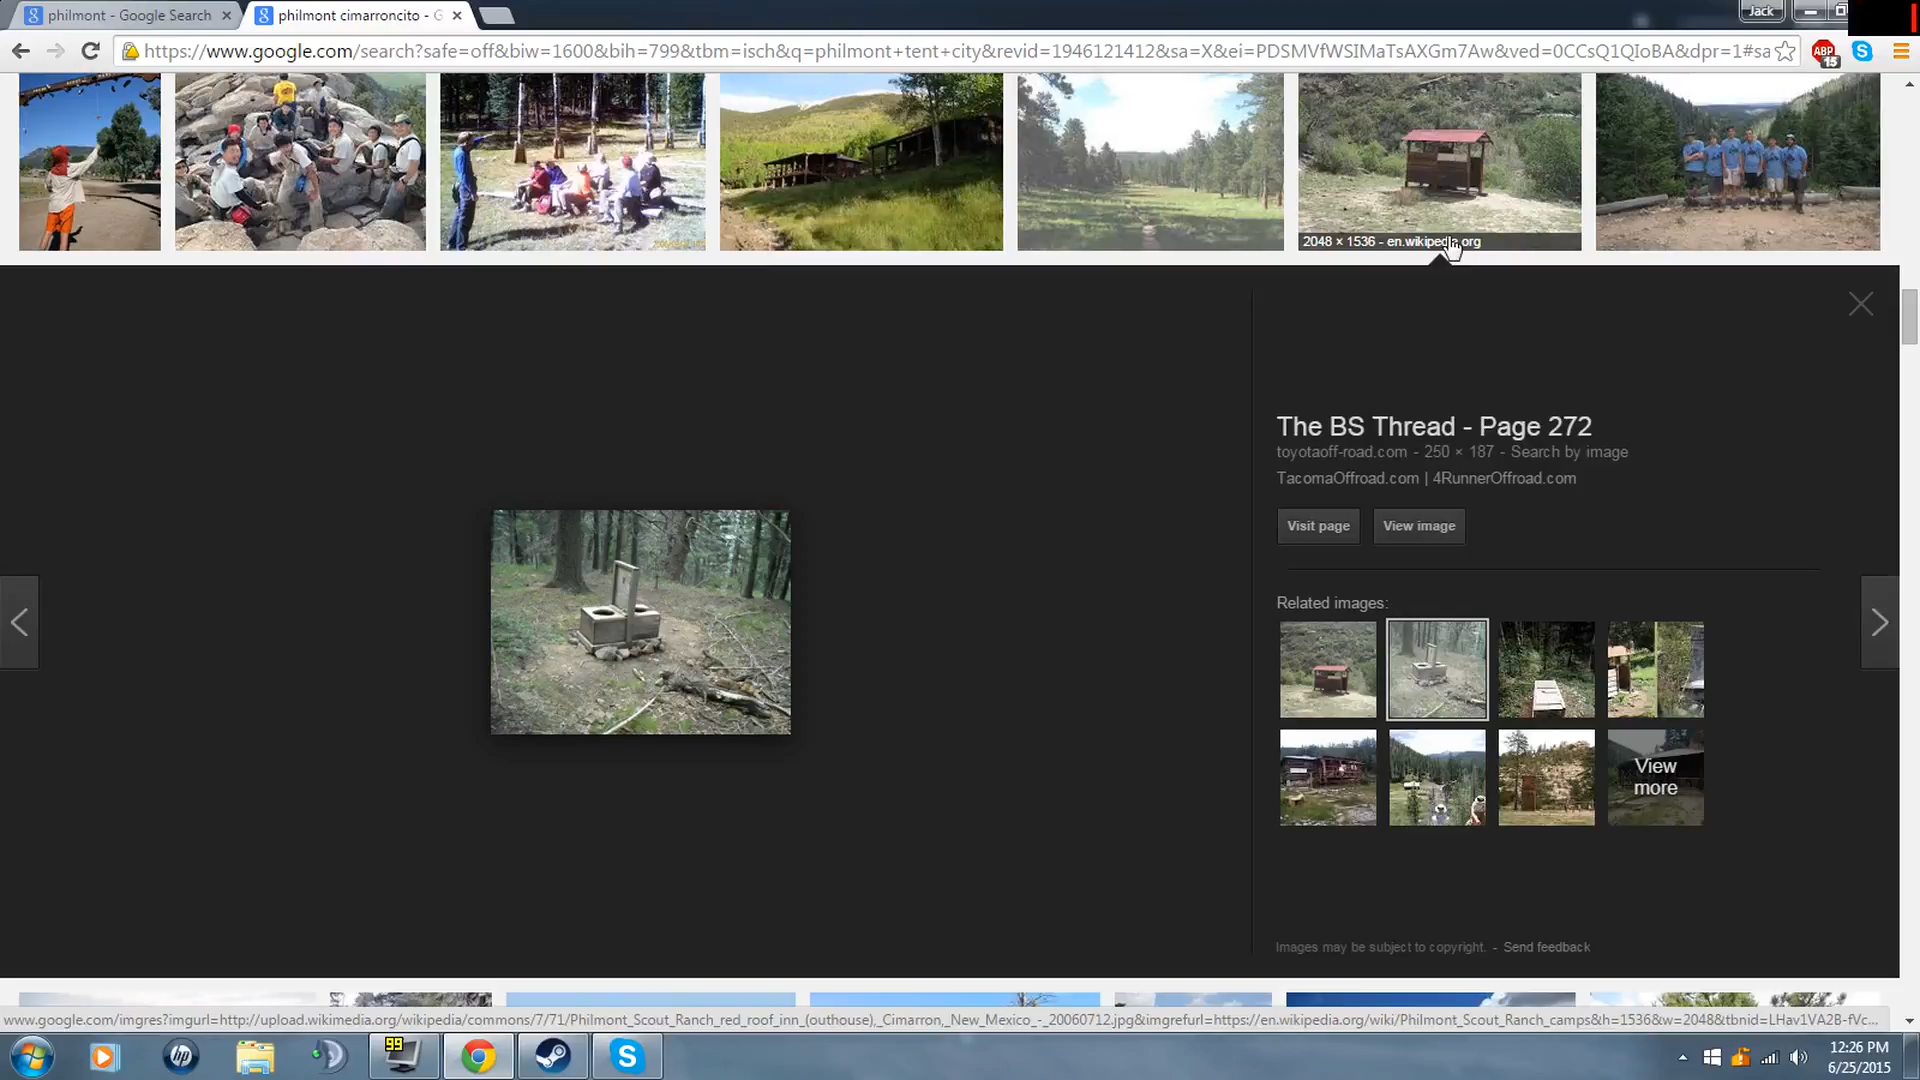 philmont - Google Search
philmont cimarroncito - G
Jack
https://www.google.com/search?safe=off&biw=1600&bih=799&tbm=isch&q=philmont+tent+city&revid=1946121412&sa=X&ei=PDSMVfWSIMaTsAXGm7Aw&ved=0CCsQ1QIoBA&dpr=1#sa
ABP
15
2048 × 1536 - en.wikipedia.org
The BS Thread - Page 272
toyotaoff-road.com - 250 × 187 - Search by image
TacomaOffroad.com | 4RunnerOffroad.com
Visit page
View image
Related images:
View
more
Images may be subject to copyright. - Send feedback
www.google.com/imgres?imgurl=http://upload.wikimedia.org/wikipedia/commons/7/71/Philmont_Scout_Ranch_red_roof_inn_(outhouse),_Cimarron,_New_Mexico_-_20060712.jpg&imgrefurl=https://en.wikipedia.org/wiki/Philmont_Scout_Ranch_camps&h=1536&w=2048&tbnid=LHav1VA2B-fVc...
99
12:26 PM
6/25/2015